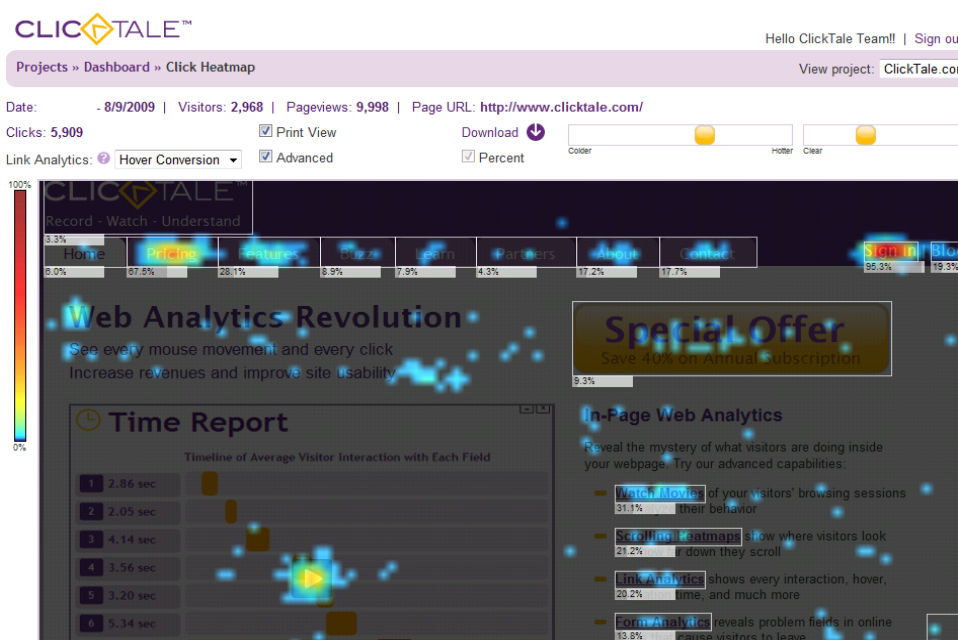 CLICKTALE™
Hello ClickTale Team!! | Sign ou
Projects » Dashboard » Click Heatmap
View project: ClickTale.co
Date: - 8/9/2009 | Visitors: 2,968 | Pageviews: 9,998 | Page URL: http://www.clicktale.com/
Clicks: 5,909
Print View
Download
Colder Hotter Clear
Link Analytics: ? Hover Conversion
Advanced
Percent
100%
CLICKTALE™
Record - Watch - Understand
3.3%
Home Pricing Features Buzz Learn Partners About Contact Sign In Blo
6.0% 67.5% 28.1% 8.9% 7.9% 4.3% 17.2% 17.7% 95.3% 19.3%
Web Analytics Revolution
See every mouse movement and every click
Increase revenues and improve site usability
Special Offer
Save 40% on Annual Subscription
9.3%
0%
Time Report
Timeline of Average Visitor Interaction with Each Field
1 2.86 sec
2 2.05 sec
3 4.14 sec
4 3.56 sec
5 3.20 sec
6 5.34 sec
In-Page Web Analytics
Reveal the mystery of what visitors are doing inside
your webpage. Try our advanced capabilities:
Watch Movies of your visitors' browsing sessions
31.1% their behavior
Scrolling Heatmaps show where visitors look
21.2% down they scroll
Link Analytics shows every interaction, hover,
20.2% time, and much more
Form Analytics reveals problem fields in online
13.8% cause visitors to leave